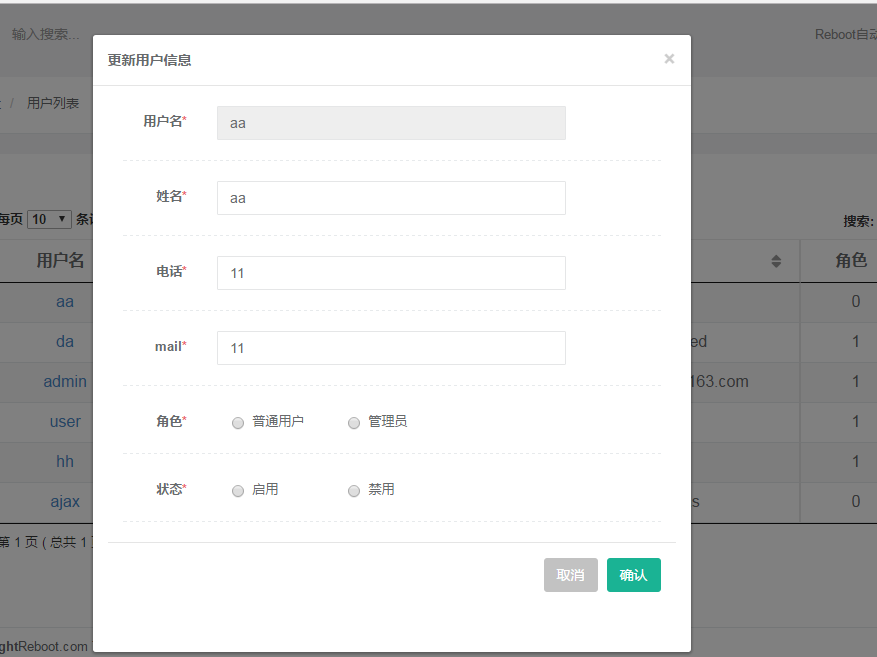 输入搜索...
Reboot自动
/ 用户列表
更新用户信息 ×
用户名* aa
姓名* aa
电话* 11
mail* 11
角色* 普通用户 管理员
状态* 启用 禁用
取消 确认
每页 10 条
搜索:
用户名 角色
aa 0
da ed 1
admin 163.com 1
user 1
hh 1
ajax s 0
第 1 页 ( 总共 1
ghtReboot.com